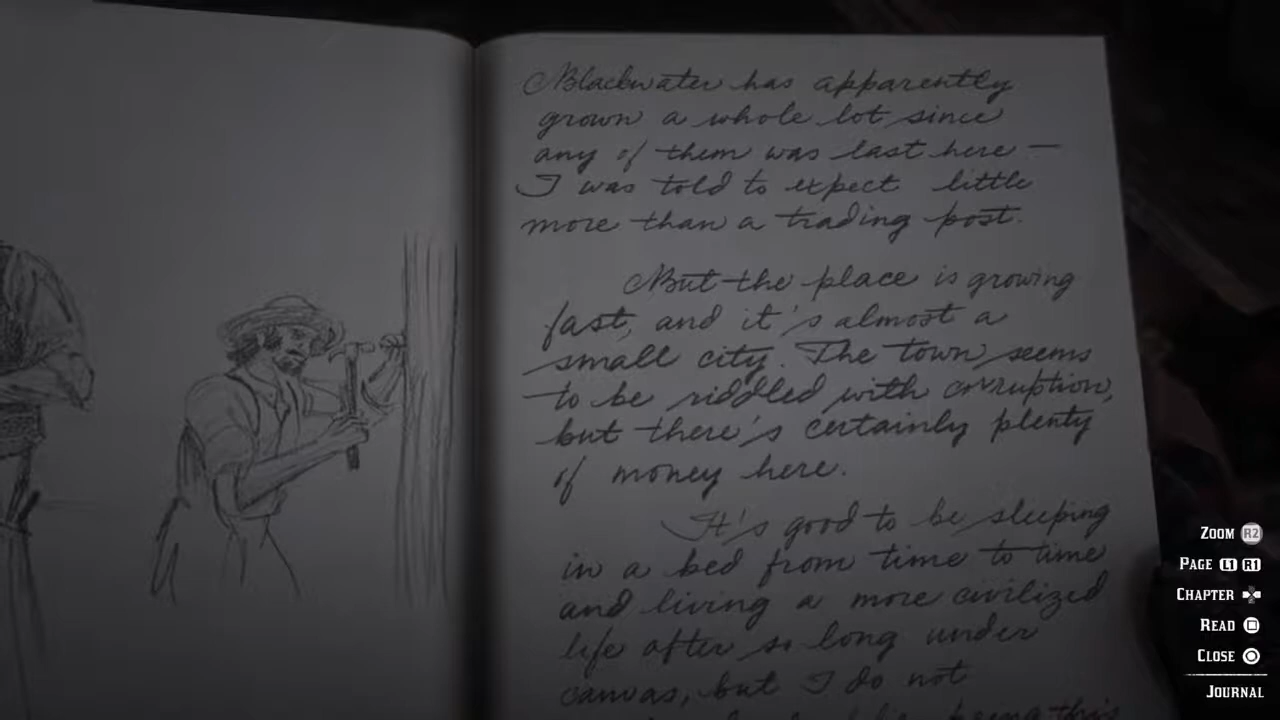 Blackwater has apparently
grown a whole lot since
any of them was last here —
I was told to expect little
more than a trading post.
But the place is growing
fast, and it's almost a
small city. The town seems
to be riddled with corruption,
but there's certainly plenty
of money here.
It's good to be sleeping
in a bed from time to time
and living a more civilized
life after so long under
canvas, but I do not
being this
ZOOM R2
PAGE L1 R1
CHAPTER
READ
CLOSE
JOURNAL